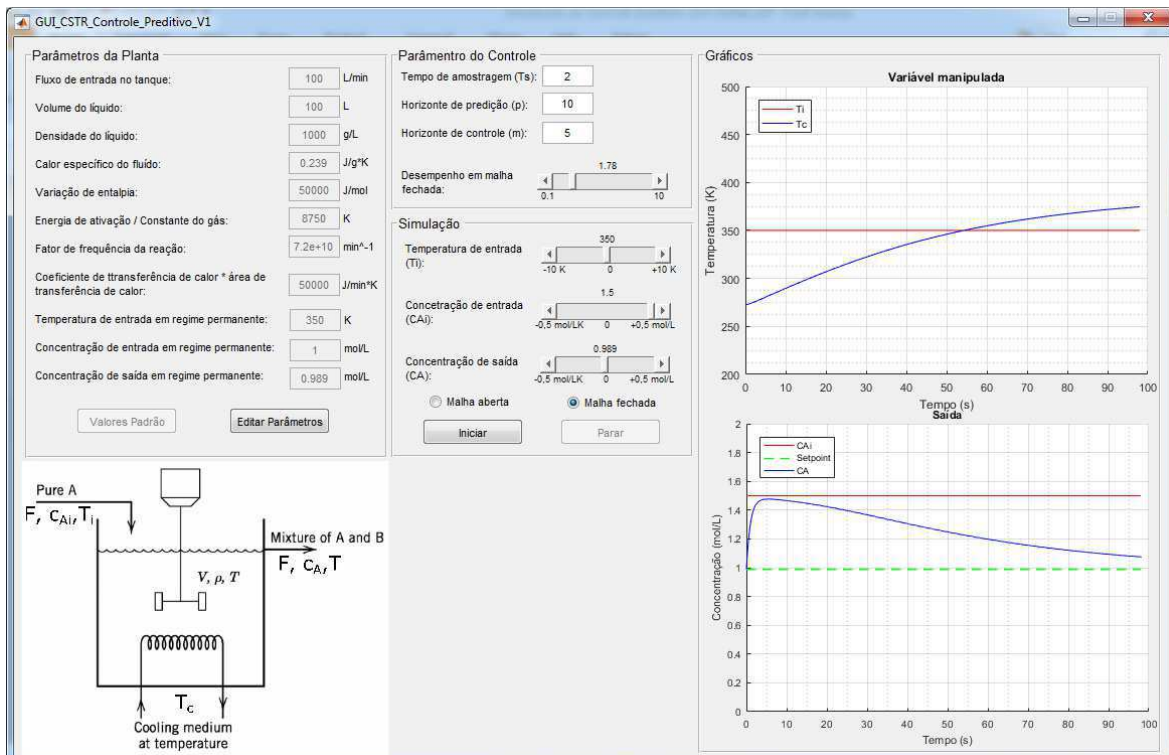 GUI_CSTR_Controle_Preditivo_V1
Parâmetros da Planta
Fluxo de entrada no tanque: 100 L/min
Volume do líquido: 100 L
Densidade do líquido: 1000 g/L
Calor específico do fluído: 0.239 J/g*K
Variação de entalpia: 50000 J/mol
Energia de ativação / Constante do gás: 8750 K
Fator de frequência da reação: 7.2e+10 min^-1
Coeficiente de ttransferência de calor * área de
transferência de calor: 50000 J/min*K
Temperatura de entrada em regime permanente: 350 K
Concentração de entrada em regime permanente: 1 mol/L
Concentração de saída em regime permanente: 0.989 mol/L
Valores Padrão Editar Parâmetros
Parâmentro do Controle
Tempo de amostragem (Ts): 2
Horizonte de predição (p): 10
Horizonte de controle (m): 5
1.78
Desempenho em malha
fechada:
0.1 10
Simulação
350
Temperatura de entrada
(Ti):
-10 K 0 +10 K
1.5
Concetração de entrada
(CAi):
-0,5 mol/LK 0 +0,5 mol/L
0.989
Concentração de saída
(CA):
-0,5 mol/LK 0 +0,5 mol/L
Malha aberta Malha fechada
Iniciar Parar
Gráficos
Variável manipulada
Ti
Tc
Temperatura (K)
500
450
400
350
300
250
200
0 10 20 30 40 50 60 70 80 90 100
Tempo (s)
Saída
CAi
Setpoint
CA
Concentração (mol/L)
2
1.8
1.6
1.4
1.2
1
0.8
0.6
0.4
0.2
0
0 10 20 30 40 50 60 70 80 90 100
Tempo (s)
Pure A
F, cAi, Ti
Mixture of A and B
F, cA, T
V, ρ, T
Tc
Cooling medium
at temperature